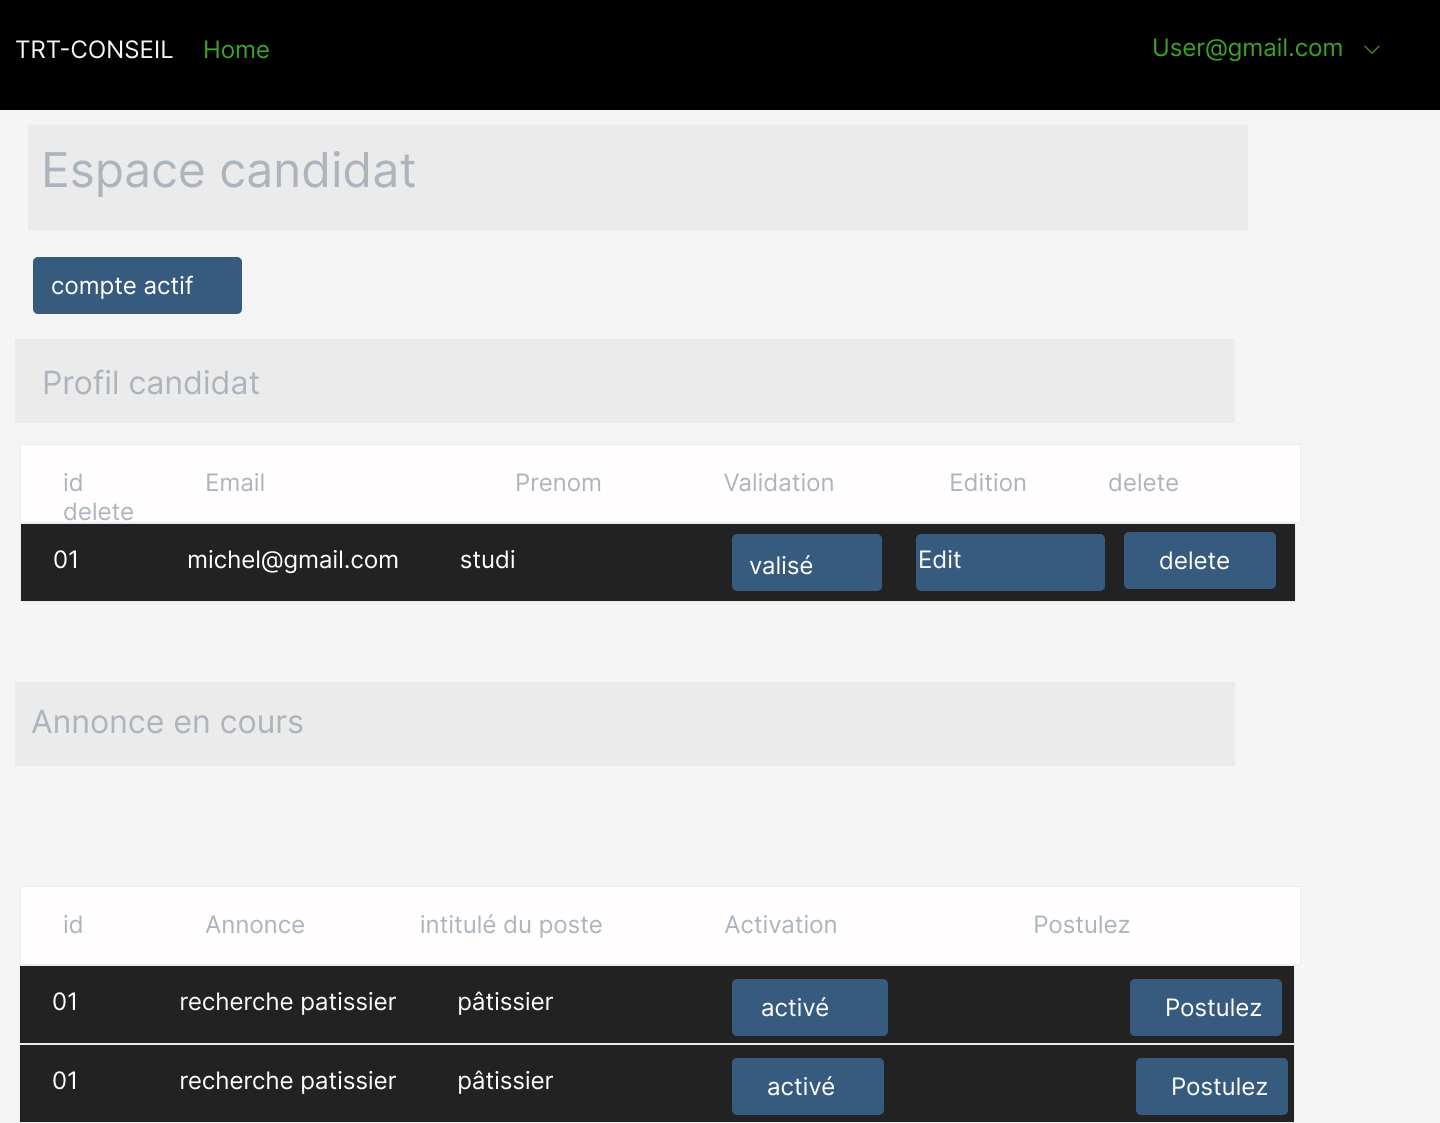 TRT-CONSEIL Home User@gmail.com
Espace candidat
compte actif
Profil candidat
id Email Prenom Validation Edition delete
delete
01 michel@gmail.com studi valisé Edit delete
Annonce en cours
id Annonce intitulé du poste Activation Postulez
01 recherche patissier pâtissier activé Postulez
01 recherche patissier pâtissier activé Postulez